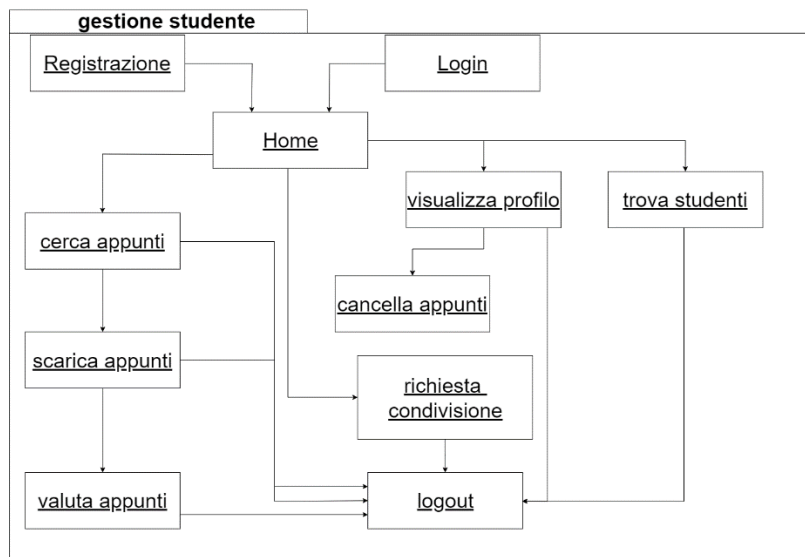 gestione studente
Registrazione
Login
Home
visualizza profilo
trova studenti
cerca appunti
cancella appunti
scarica appunti
richiesta
condivisione
valuta appunti
logout